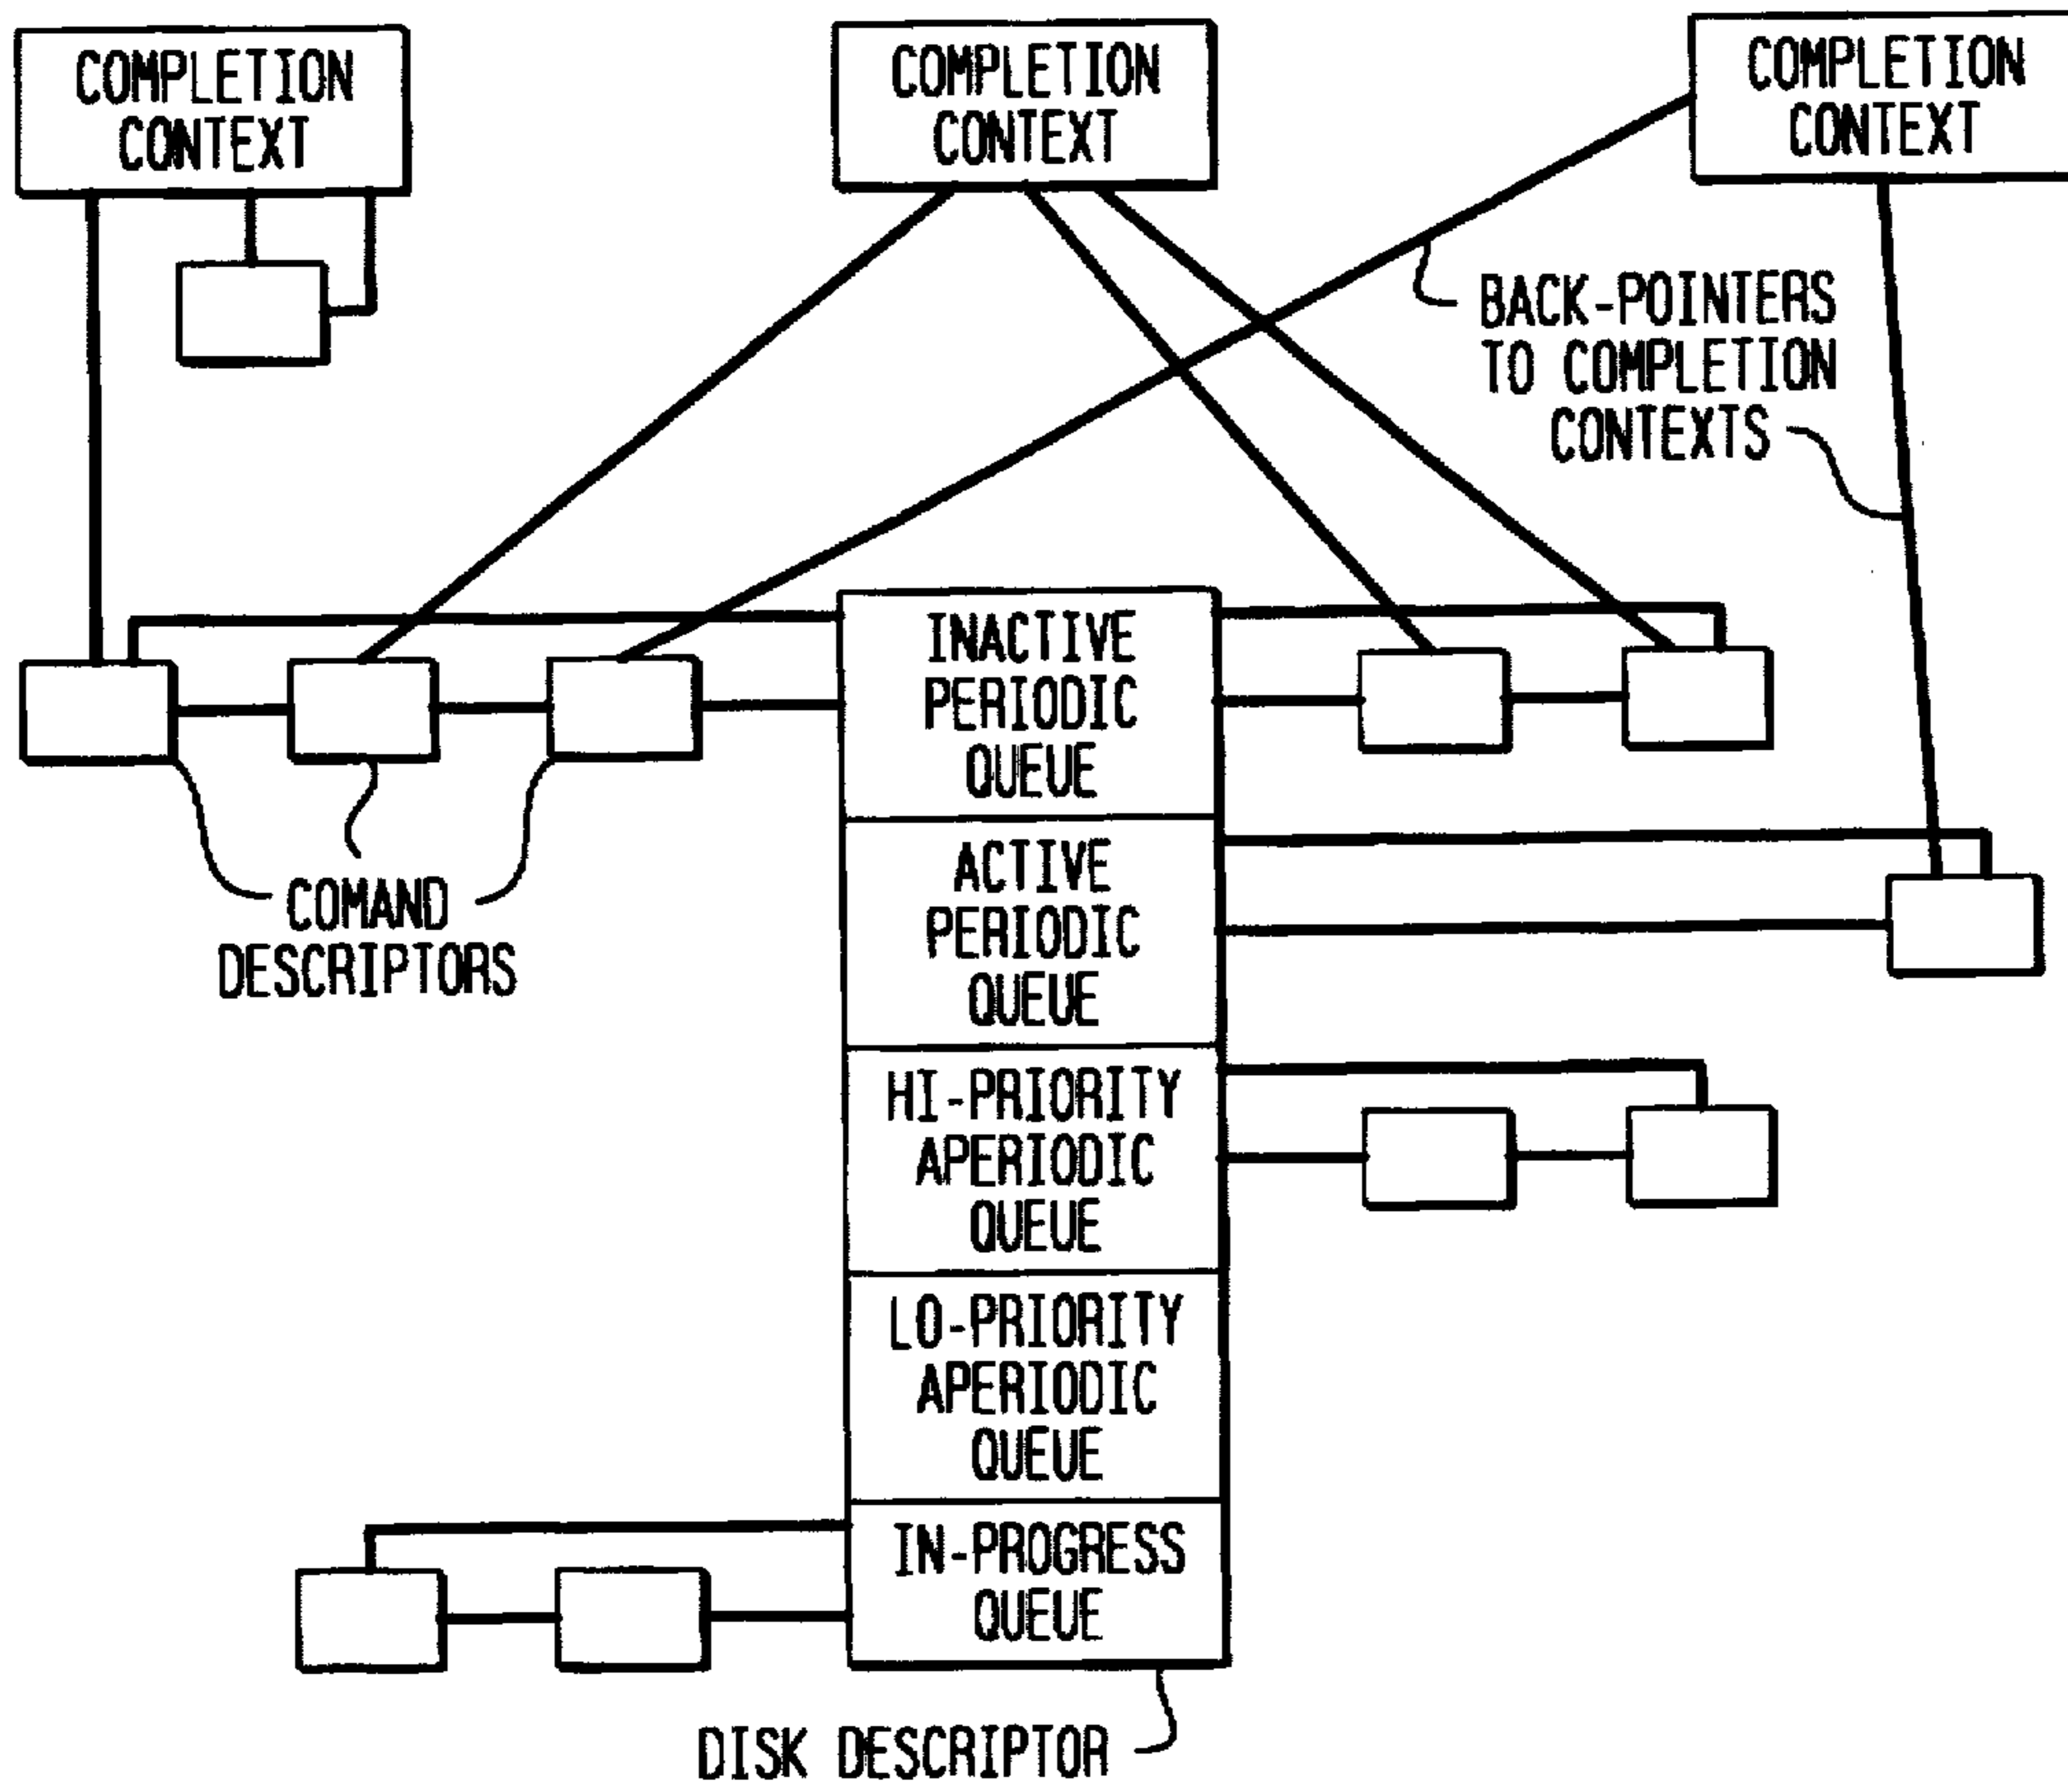 COMPLETION
CONTEXT
COMPLETION
CONTEXT
COMPLETION
CONTEXT
BACK-POINTERS
TO COMPLETION
CONTEXTS
INACTIVE
PERIODIC
QUEUE
COMAND
DESCRIPTORS
ACTIVE
PERIODIC
QUEUE
HI-PRIORITY
APERIODIC
QUEUE
LO-PRIORITY
APERIODIC
QUEUE
IN-PROGRESS
QUEUE
DISK DESCRIPTOR